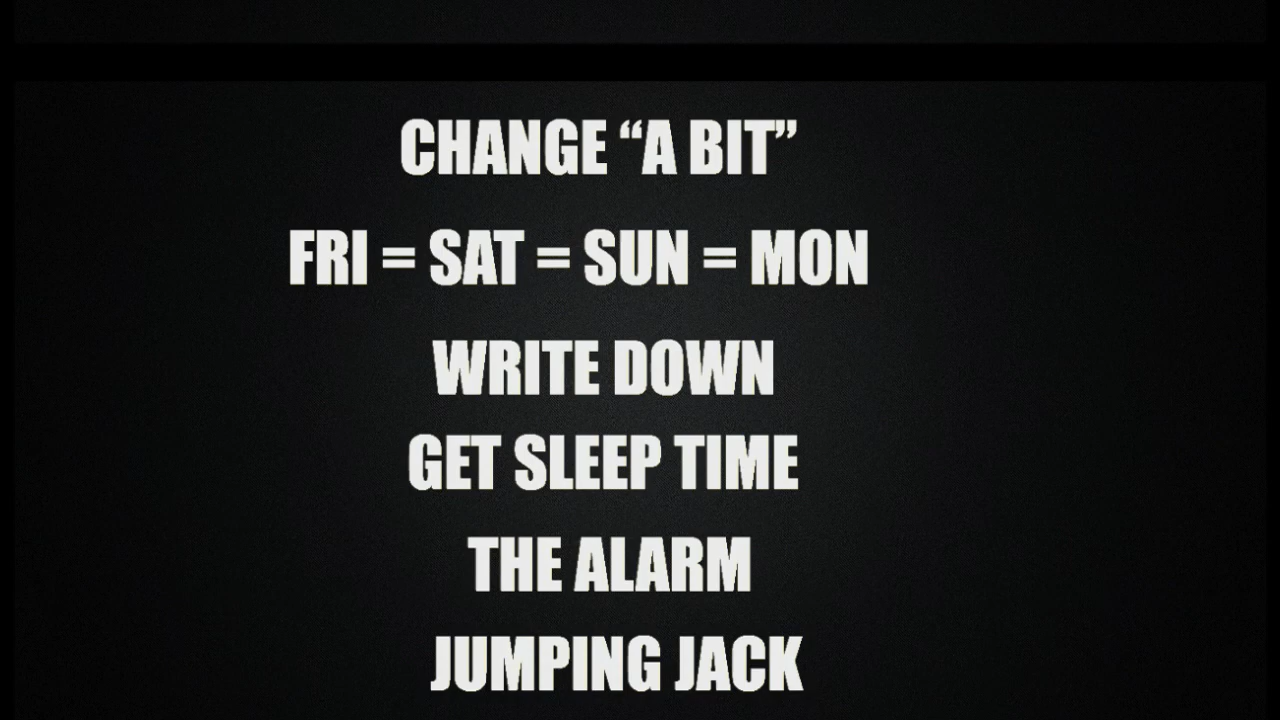 CHANGE “A BIT”
FRI = SAT = SUN = MON
WRITE DOWN
GET SLEEP TIME
THE ALARM
JUMPING JACK